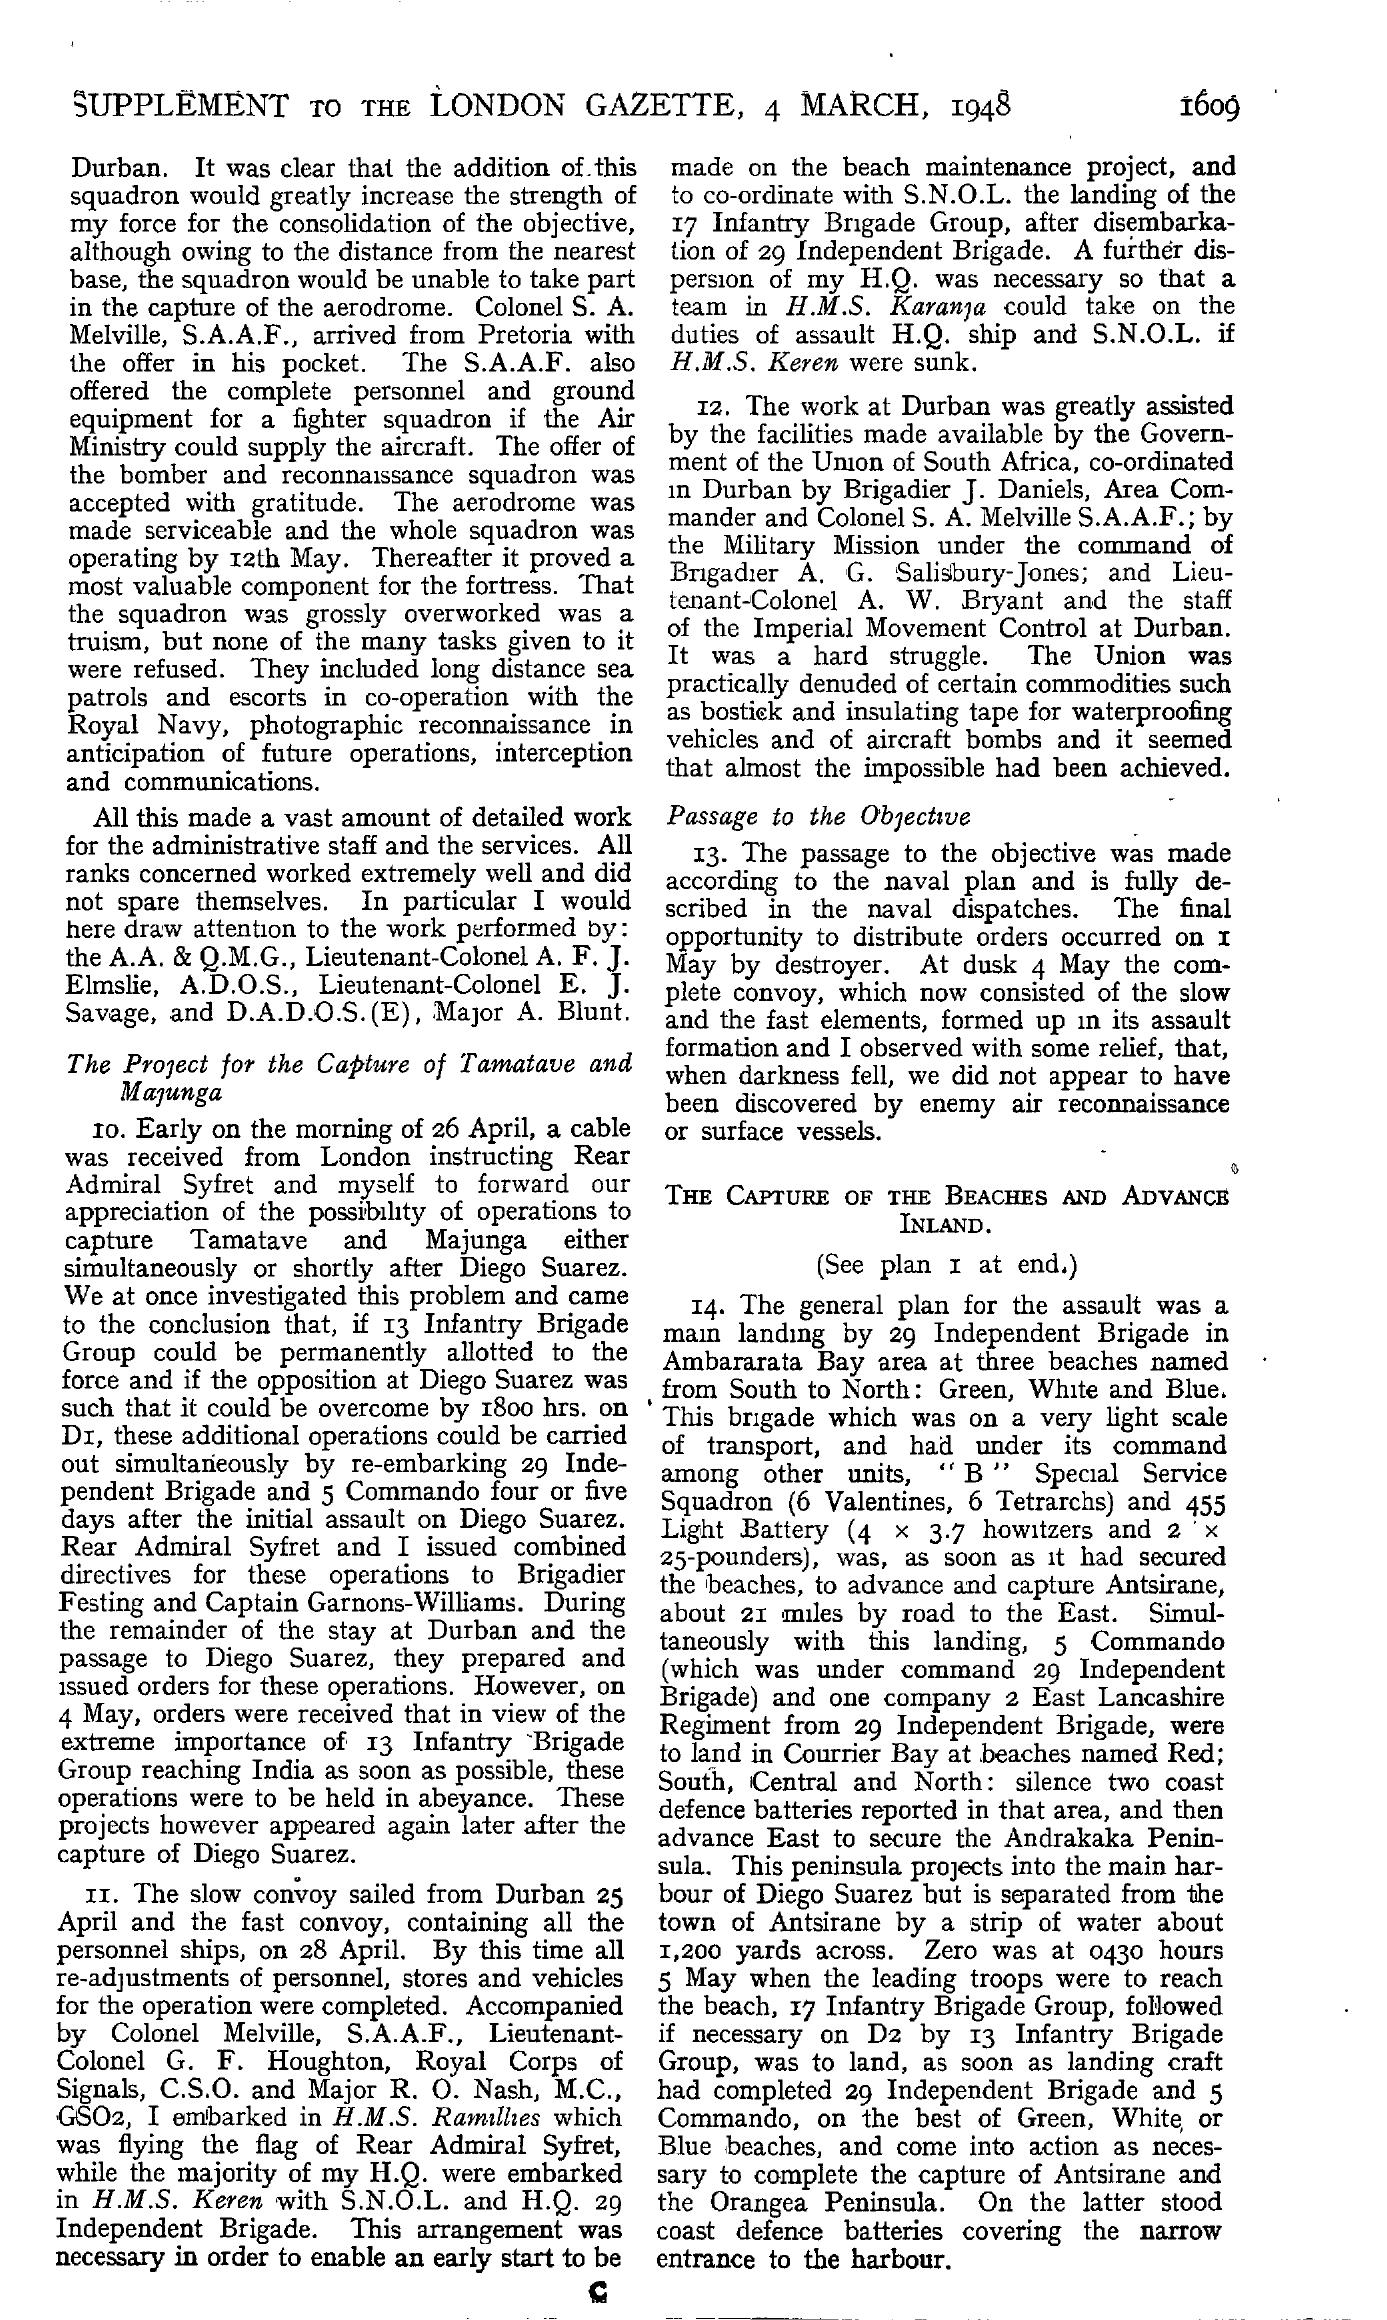 SUPPLEMENT TO THE LONDON GAZETTE, 4 MARCH, 1948 1609
Durban. It was clear that the addition of this
squadron would greatly increase the strength of
my force for the consolidation of the objective,
although owing to the distance from the nearest
base, the squadron would be unable to take part
in the capture of the aerodrome. Colonel S. A.
Melville, S.A.A.F., arrived from Pretoria with
the offer in his pocket. The S.A.A.F. also
offered the complete personnel and ground
equipment for a fighter squadron if the Air
Ministry could supply the aircraft. The offer of
the bomber and reconnaissance squadron was
accepted with gratitude. The aerodrome was
made serviceable and the whole squadron was
operating by 12th May. Thereafter it proved a
most valuable component for the fortress. That
the squadron was grossly overworked was a
truism, but none of the many tasks given to it
were refused. They included long distance sea
patrols and escorts in co-operation with the
Royal Navy, photographic reconnaissance in
anticipation of future operations, interception
and communications.
All this made a vast amount of detailed work
for the administrative staff and the services. All
ranks concerned worked extremely well and did
not spare themselves. In particular I would
here draw attention to the work performed by:
the A.A. & Q.M.G., Lieutenant-Colonel A. F. J.
Elmslie, A.D.O.S., Lieutenant-Colonel E. J.
Savage, and D.A.D.O.S.(E), Major A. Blunt.
The Project for the Capture of Tamatave and
Majunga
10. Early on the morning of 26 April, a cable
was received from London instructing Rear
Admiral Syfret and myself to forward our
appreciation of the possibility of operations to
capture Tamatave and Majunga either
simultaneously or shortly after Diego Suarez.
We at once investigated this problem and came
to the conclusion that, if 13 Infantry Brigade
Group could be permanently allotted to the
force and if the opposition at Diego Suarez was
such that it could be overcome by 1800 hrs. on
D1, these additional operations could be carried
out simultaneously by re-embarking 29 Inde-
pendent Brigade and 5 Commando four or five
days after the initial assault on Diego Suarez.
Rear Admiral Syfret and I issued combined
directives for these operations to Brigadier
Festing and Captain Garnons-Williams. During
the remainder of the stay at Durban and the
passage to Diego Suarez, they prepared and
issued orders for these operations. However, on
4 May, orders were received that in view of the
extreme importance of 13 Infantry Brigade
Group reaching India as soon as possible, these
operations were to be held in abeyance. These
projects however appeared again later after the
capture of Diego Suarez.
11. The slow convoy sailed from Durban 25
April and the fast convoy, containing all the
personnel ships, on 28 April. By this time all
re-adjustments of personnel, stores and vehicles
for the operation were completed. Accompanied
by Colonel Melville, S.A.A.F., Lieutenant-
Colonel G. F. Houghton, Royal Corps of
Signals, C.S.O. and Major R. O. Nash, M.C.,
GSO2, I embarked in H.M.S. Ramillies which
was flying the flag of Rear Admiral Syfret,
while the majority of my H.Q. were embarked
in H.M.S. Keren with S.N.O.L. and H.Q. 29
Independent Brigade. This arrangement was
necessary in order to enable an early start to be
made on the beach maintenance project, and
to co-ordinate with S.N.O.L. the landing of the
17 Infantry Brigade Group, after disembarka-
tion of 29 Independent Brigade. A further dis-
persion of my H.Q. was necessary so that a
team in H.M.S. Karanja could take on the
duties of assault H.Q. ship and S.N.O.L. if
H.M.S. Keren were sunk.
12. The work at Durban was greatly assisted
by the facilities made available by the Govern-
ment of the Union of South Africa, co-ordinated
in Durban by Brigadier J. Daniels, Area Com-
mander and Colonel S. A. Melville S.A.A.F.; by
the Military Mission under the command of
Brigadier A. G. Salisbury-Jones; and Lieu-
tenant-Colonel A. W. Bryant and the staff
of the Imperial Movement Control at Durban.
It was a hard struggle. The Union was
practically denuded of certain commodities such
as bostick and insulating tape for waterproofing
vehicles and of aircraft bombs and it seemed
that almost the impossible had been achieved.
Passage to the Objective
13. The passage to the objective was made
according to the naval plan and is fully de-
scribed in the naval dispatches. The final
opportunity to distribute orders occurred on 1
May by destroyer. At dusk 4 May the com-
plete convoy, which now consisted of the slow
and the fast elements, formed up in its assault
formation and I observed with some relief, that,
when darkness fell, we did not appear to have
been discovered by enemy air reconnaissance
or surface vessels.
THE CAPTURE OF THE BEACHES AND ADVANCE
INLAND.
(See plan 1 at end.)
14. The general plan for the assault was a
main landing by 29 Independent Brigade in
Ambararata Bay area at three beaches named
from South to North: Green, White and Blue.
This brigade which was on a very light scale
of transport, and had under its command
among other units, "B" Special Service
Squadron (6 Valentines, 6 Tetrarchs) and 455
Light Battery (4 × 3.7 howitzers and 2 ×
25-pounders), was, as soon as it had secured
the beaches, to advance and capture Antsirane,
about 21 miles by road to the East. Simul-
taneously with this landing, 5 Commando
(which was under command 29 Independent
Brigade) and one company 2 East Lancashire
Regiment from 29 Independent Brigade, were
to land in Courrier Bay at beaches named Red;
South, Central and North: silence two coast
defence batteries reported in that area, and then
advance East to secure the Andrakaka Penin-
sula. This peninsula projects into the main har-
bour of Diego Suarez but is separated from the
town of Antsirane by a strip of water about
1,200 yards across. Zero was at 0430 hours
5 May when the leading troops were to reach
the beach, 17 Infantry Brigade Group, followed
if necessary on D2 by 13 Infantry Brigade
Group, was to land, as soon as landing craft
had completed 29 Independent Brigade and 5
Commando, on the best of Green, White, or
Blue beaches, and come into action as neces-
sary to complete the capture of Antsirane and
the Orangea Peninsula. On the latter stood
coast defence batteries covering the narrow
entrance to the harbour.
C